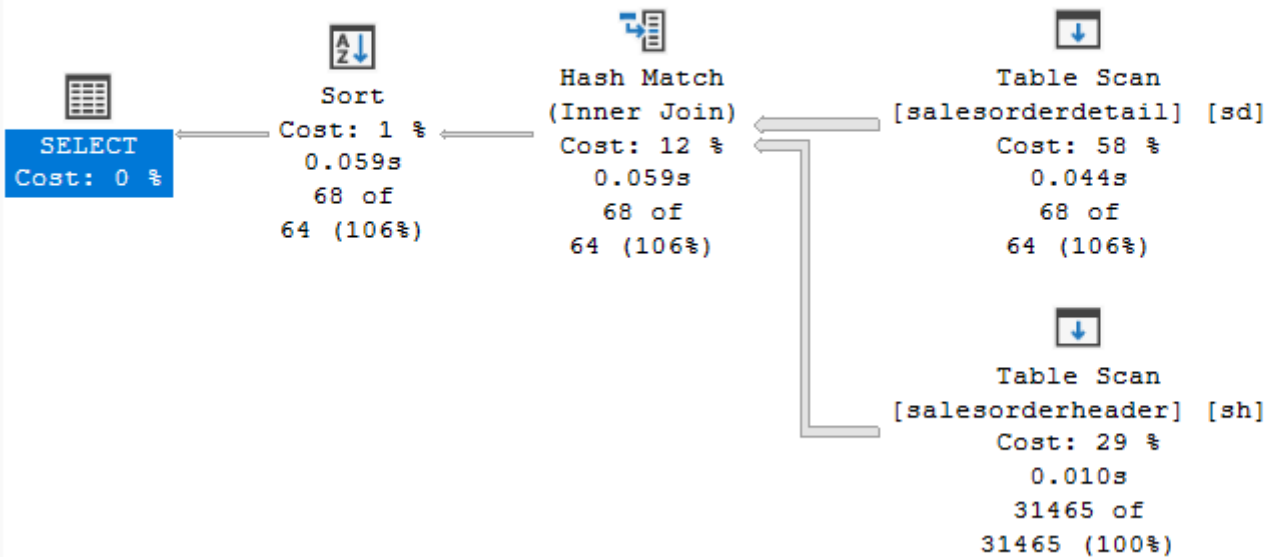 SELECT
Cost: 0 %
Sort
Cost: 1 %
0.059s
68 of
64 (106%)
Hash Match
(Inner Join)
Cost: 12 %
0.059s
68 of
64 (106%)
Table Scan
[salesorderdetail] [sd]
Cost: 58 %
0.044s
68 of
64 (106%)
Table Scan
[salesorderheader] [sh]
Cost: 29 %
0.010s
31465 of
31465 (100%)